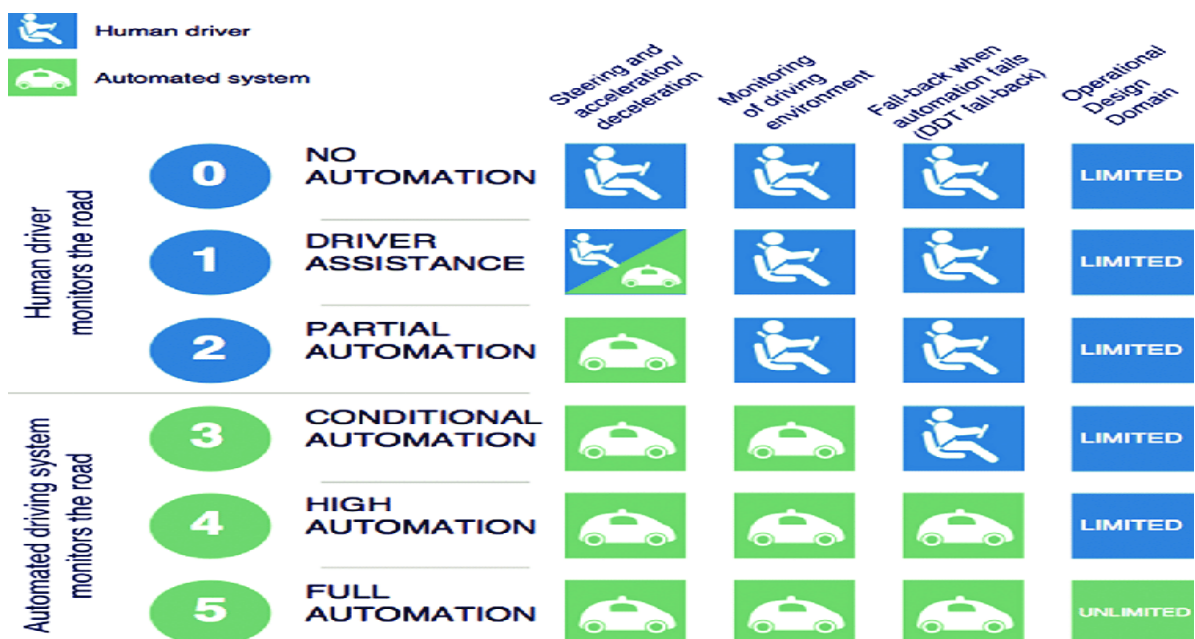 Human driver
Automated system
Steering and
acceleration/
deceleration
Monitoring
of driving
environment
Fall-back when
automation fails
(DDT fall-back)
Operational
Design
Domain
Human driver
monitors the road
0
NO
AUTOMATION
LIMITED
1
DRIVER
ASSISTANCE
LIMITED
2
PARTIAL
AUTOMATION
LIMITED
Automated driving system
monitors the road
3
CONDITIONAL
AUTOMATION
LIMITED
4
HIGH
AUTOMATION
LIMITED
5
FULL
AUTOMATION
UNLIMITED